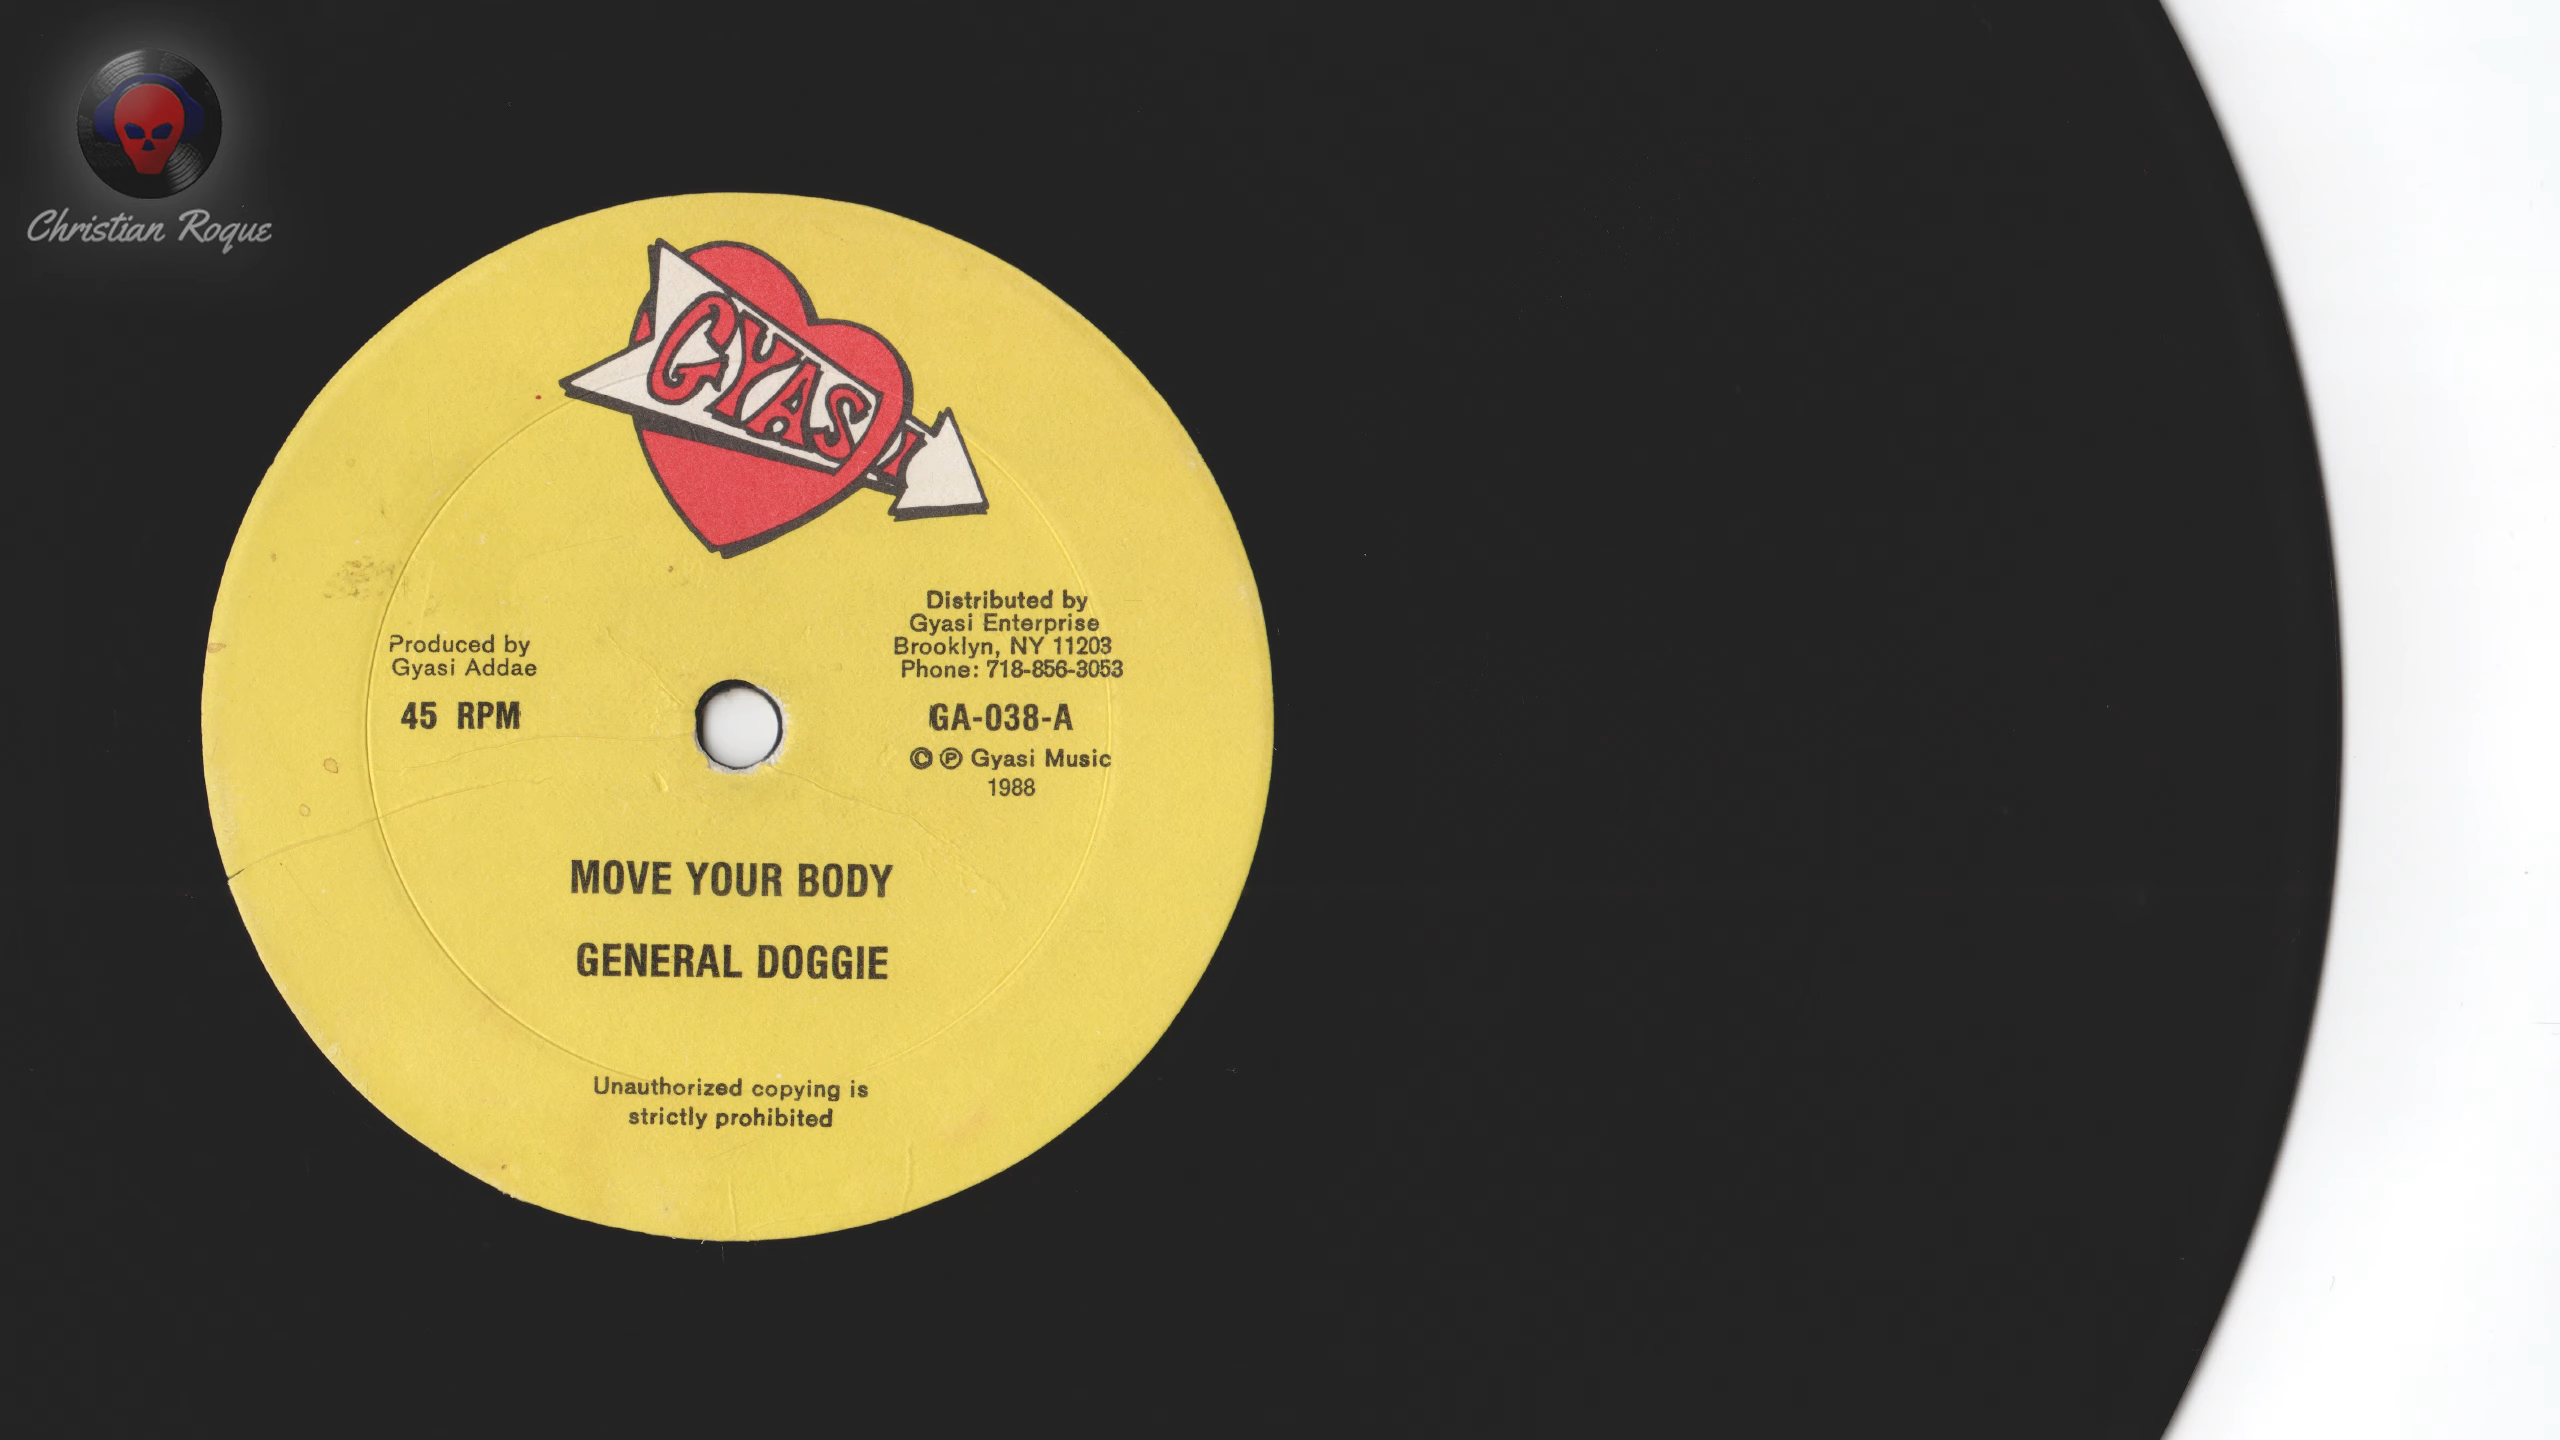 Christian Roque
GYASI
Distributed by
Gyasi Enterprise
Brooklyn, NY 11203
Phone: 718-856-3053
Produced by
Gyasi Addae
45 RPM
GA-038-A
© ℗ Gyasi Music
1988
MOVE YOUR BODY
GENERAL DOGGIE
Unauthorized copying is
strictly prohibited